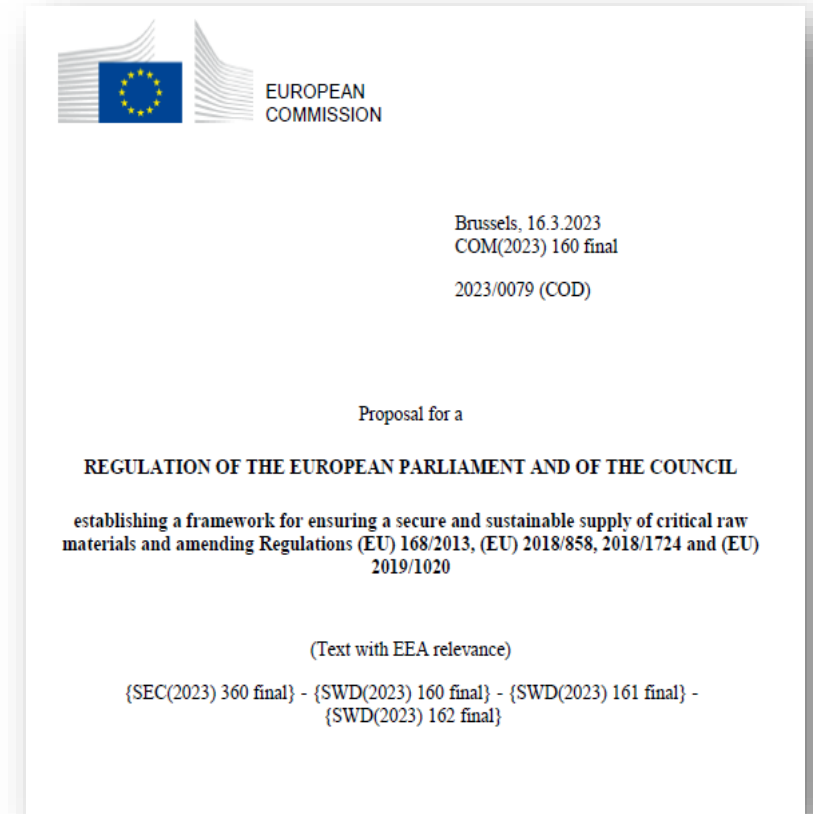 EUROPEAN
COMMISSION
Brussels, 16.3.2023
COM(2023) 160 final
2023/0079 (COD)
Proposal for a
REGULATION OF THE EUROPEAN PARLIAMENT AND OF THE COUNCIL
establishing a framework for ensuring a secure and sustainable supply of critical raw
materials and amending Regulations (EU) 168/2013, (EU) 2018/858, 2018/1724 and (EU)
2019/1020
(Text with EEA relevance)
{SEC(2023) 360 final} - {SWD(2023) 160 final} - {SWD(2023) 161 final} -
{SWD(2023) 162 final}